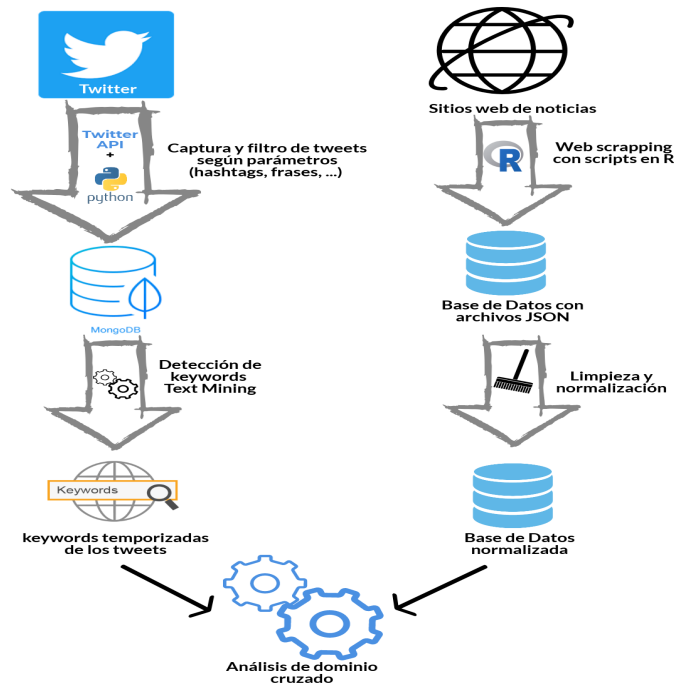 Twitter
Sitios web de noticias
Twitter
API
+
python
Captura y filtro de tweets
según parámetros
(hashtags, frases, ...)
R
Web scrapping
con scripts en R
MongoDB
Base de Datos con
archivos JSON
Detección de
keywords
Text Mining
Limpieza y
normalización
Keywords
keywords temporizadas
de los tweets
Base de Datos
normalizada
Análisis de dominio
cruzado